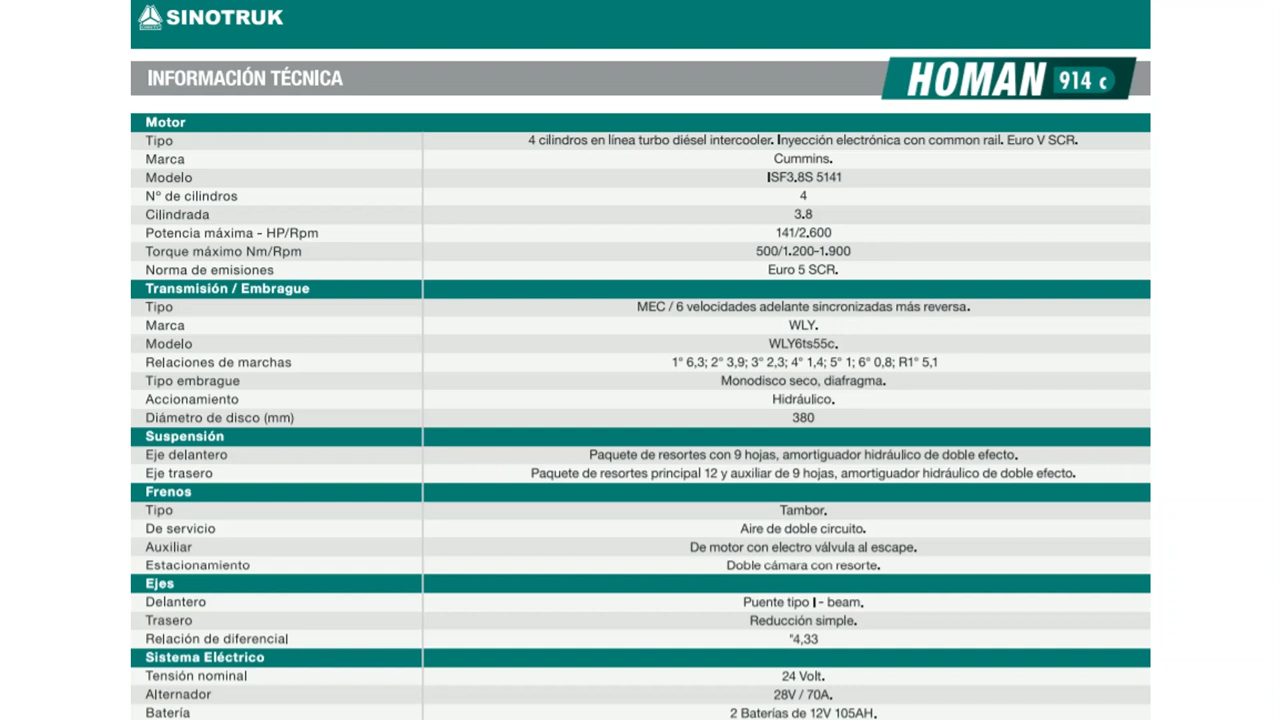 SINOTRUK
INFORMACIÓN TÉCNICA
HOMAN 914 c
Motor
Tipo 4 cilindros en línea turbo diésel intercooler. Inyección electrónica con common rail. Euro V SCR.
Marca Cummins.
Modelo ISF3.8S 5141
N° de cilindros 4
Cilindrada 3.8
Potencia máxima - HP/Rpm 141/2.600
Torque máximo Nm/Rpm 500/1.200-1.900
Norma de emisiones Euro 5 SCR.
Transmisión / Embrague
Tipo MEC / 6 velocidades adelante sincronizadas más reversa.
Marca WLY.
Modelo WLY6ts55c.
Relaciones de marchas 1° 6,3; 2° 3,9; 3° 2,3; 4° 1,4; 5° 1; 6° 0,8; R1° 5,1
Tipo embrague Monodisco seco, diafragma.
Accionamiento Hidráulico.
Diámetro de disco (mm) 380
Suspensión
Eje delantero Paquete de resortes con 9 hojas, amortiguador hidráulico de doble efecto.
Eje trasero Paquete de resortes principal 12 y auxiliar de 9 hojas, amortiguador hidráulico de doble efecto.
Frenos
Tipo Tambor.
De servicio Aire de doble circuito.
Auxiliar De motor con electro válvula al escape.
Estacionamiento Doble cámara con resorte.
Ejes
Delantero Puente tipo I - beam.
Trasero Reducción simple.
Relación de diferencial "4,33
Sistema Eléctrico
Tensión nominal 24 Volt.
Alternador 28V / 70A.
Batería 2 Baterías de 12V 105AH.